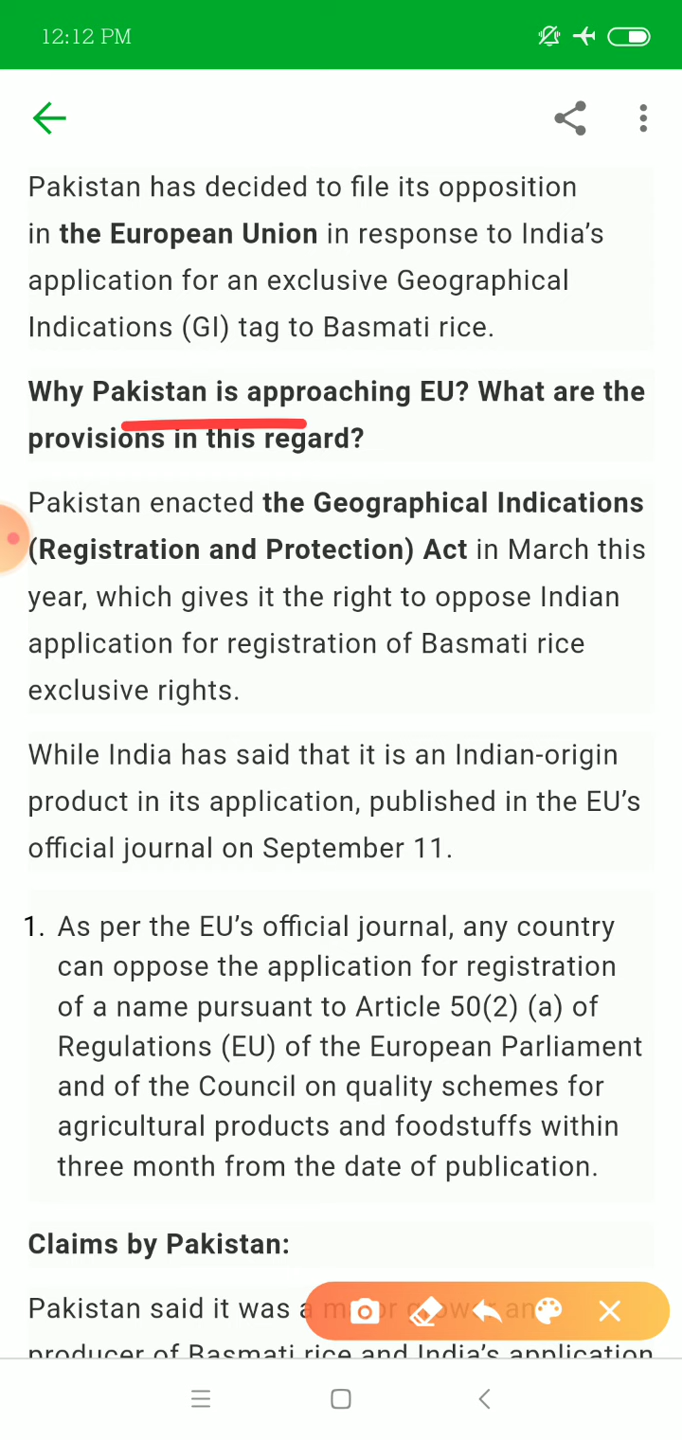 12:12 PM
Pakistan has decided to file its opposition
in the European Union in response to India's
application for an exclusive Geographical
Indications (GI) tag to Basmati rice.
Why Pakistan is approaching EU? What are the
provisions in this regard?
Pakistan enacted the Geographical Indications
(Registration and Protection) Act in March this
year, which gives it the right to oppose Indian
application for registration of Basmati rice
exclusive rights.
While India has said that it is an Indian-origin
product in its application, published in the EU's
official journal on September 11.
1. As per the EU's official journal, any country
can oppose the application for registration
of a name pursuant to Article 50(2) (a) of
Regulations (EU) of the European Parliament
and of the Council on quality schemes for
agricultural products and foodstuffs within
three month from the date of publication.
Claims by Pakistan:
Pakistan said it was a
producer of Basmati rice and India's application